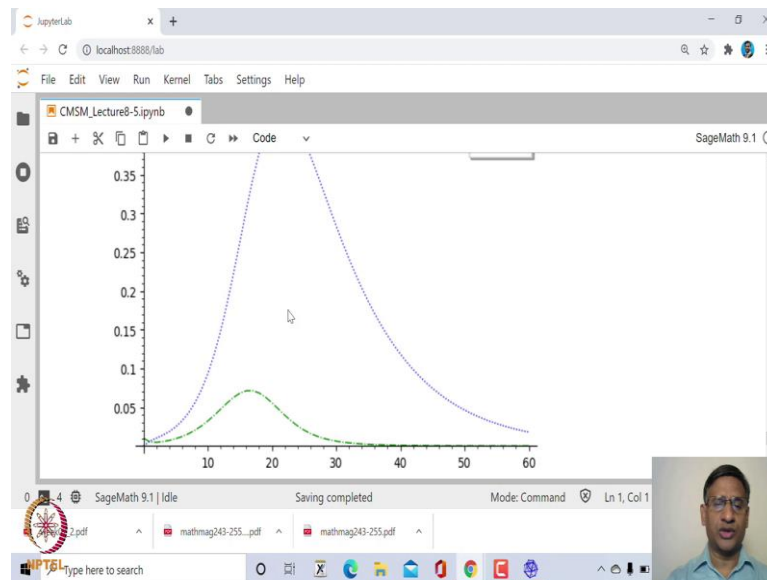 JupyterLab
localhost:8888/lab
File Edit View Run Kernel Tabs Settings Help
CMSM_Lecture8-5.ipynb
Code
SageMath 9.1
0.35
0.3
0.25
0.2
0.15
0.1
0.05
10 20 30 40 50 60
0 4 SageMath 9.1 | Idle Saving completed Mode: Command Ln 1, Col 1
_2.pdf mathmag243-255....pdf mathmag243-255.pdf
NPTEL
Type here to search